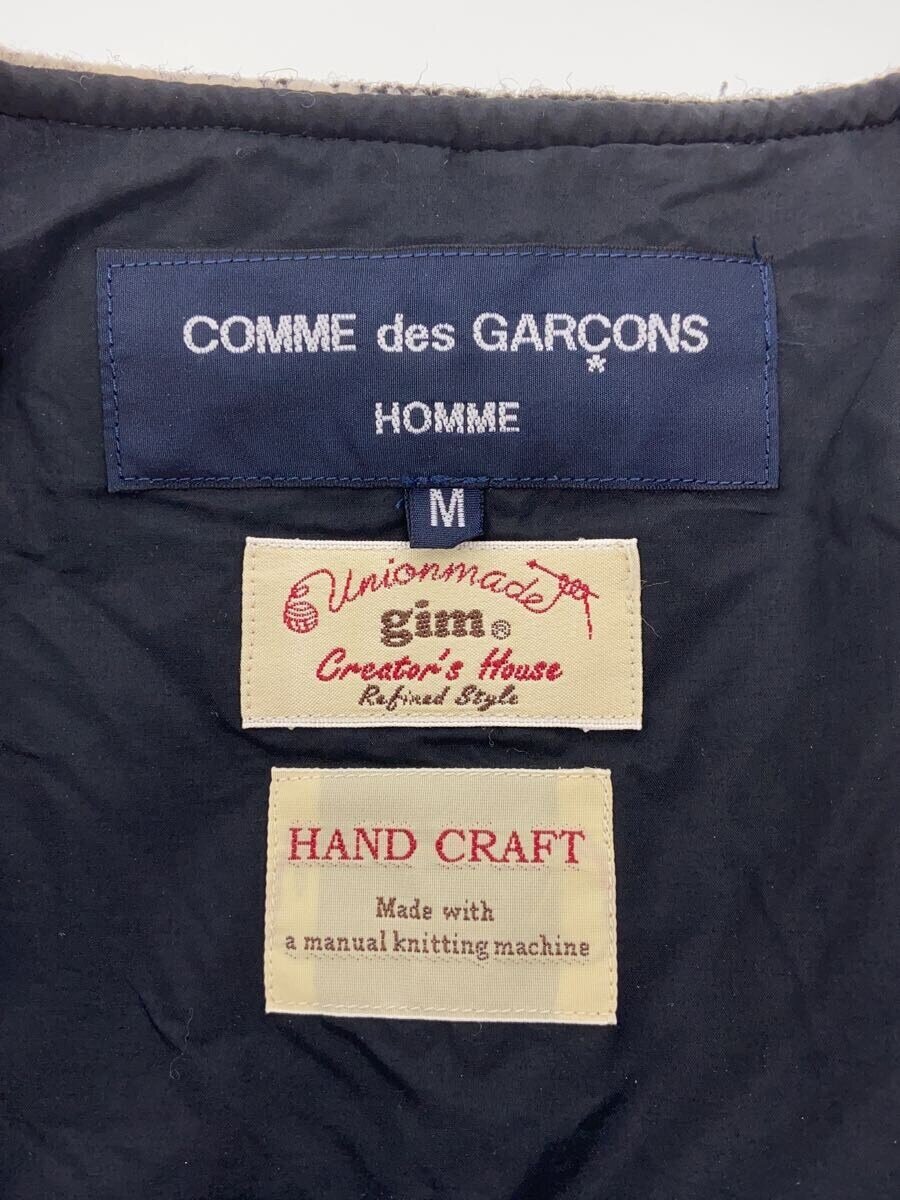 COMME des GARÇONS
*
HOMME
M
Unionmade
gim®
Creator's House
Refined Style
HAND CRAFT
Made with
a manual knitting machine